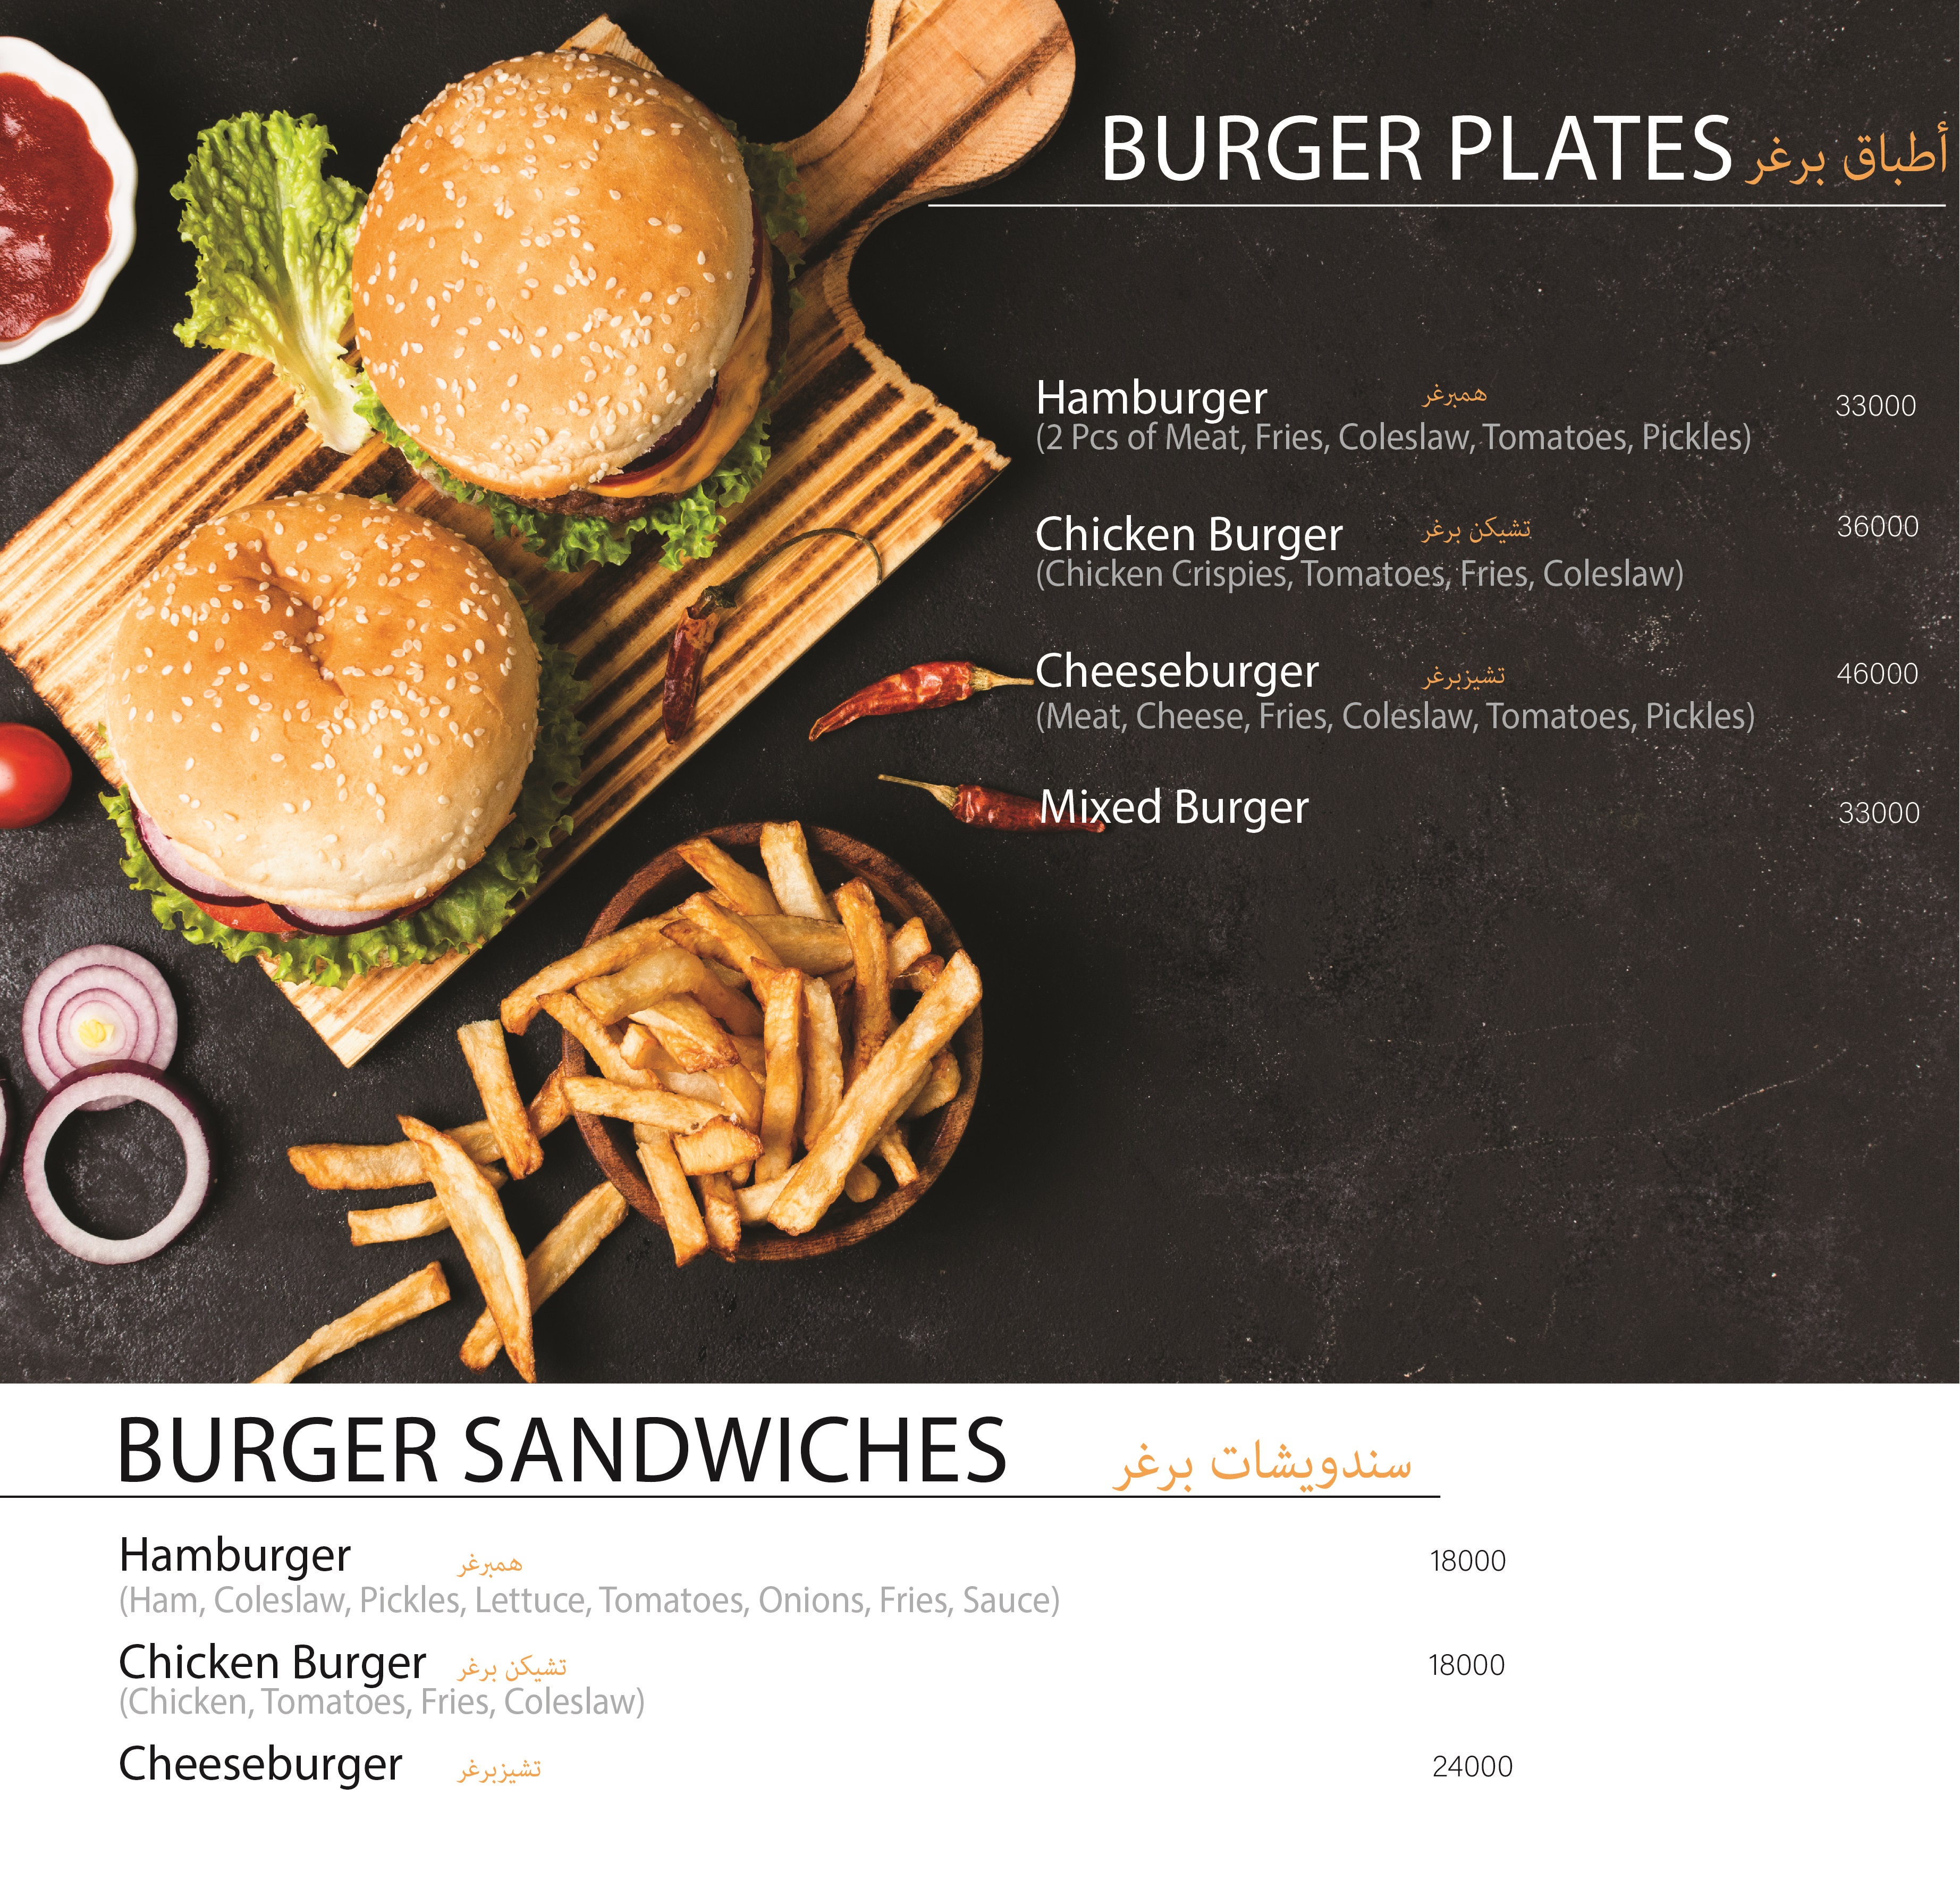 BURGER PLATES أطباق برغر
Hamburger همبرغر 33000
(2 Pcs of Meat, Fries, Coleslaw, Tomatoes, Pickles)
Chicken Burger تشيكن برغر 36000
(Chicken Crispies, Tomatoes, Fries, Coleslaw)
Cheeseburger تشيزبرغر 46000
(Meat, Cheese, Fries, Coleslaw, Tomatoes, Pickles)
Mixed Burger 33000
BURGER SANDWICHES سندويشات برغر
Hamburger همبرغر 18000
(Ham, Coleslaw, Pickles, Lettuce, Tomatoes, Onions, Fries, Sauce)
Chicken Burger تشيكن برغر 18000
(Chicken, Tomatoes, Fries, Coleslaw)
Cheeseburger تشيزبرغر 24000